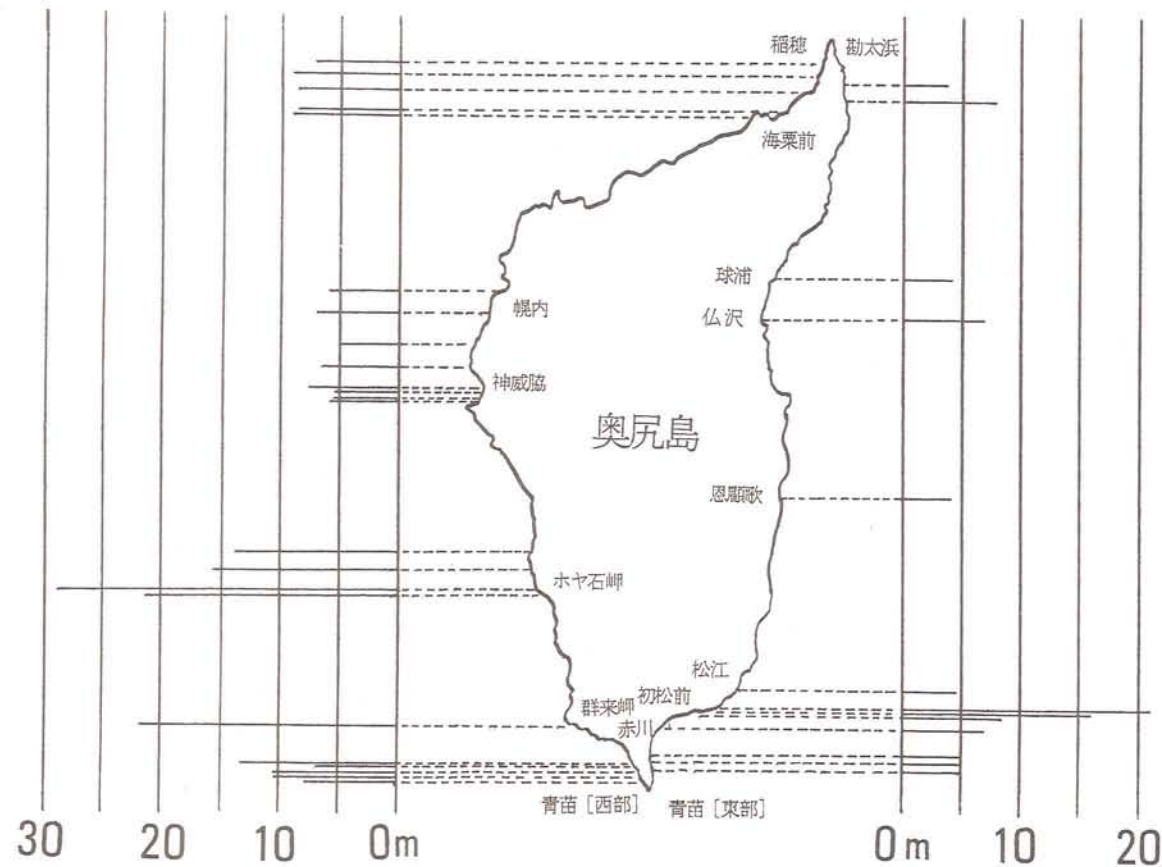 稲穂
勘太浜
海栗前
球浦
仏沢
幌内
神威脇
奥尻島
恩顧歌
ホヤ石岬
松江
初松前
群来岬
赤川
青苗[西部]
青苗[東部]
30
20
10
0m
0m
10
20